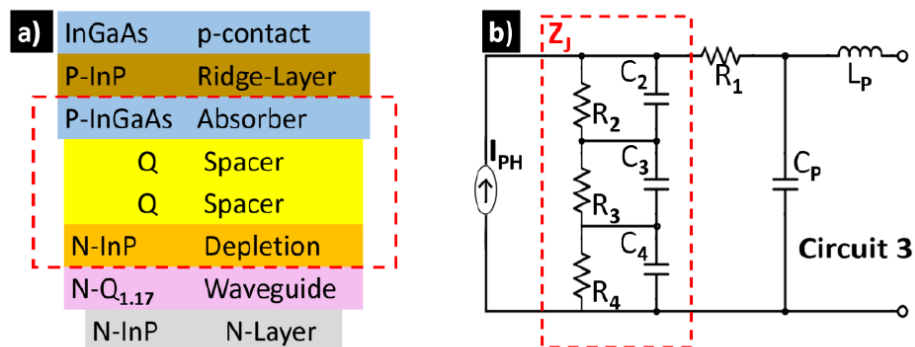 a)
InGaAs p-contact
P-InP Ridge-Layer
P-InGaAs Absorber
Q Spacer
Q Spacer
N-InP Depletion
N-Q1.17 Waveguide
N-InP N-Layer
b)
ZJ
C2
R1
LP
R2
IPH
C3
CP
R3
C4
Circuit 3
R4